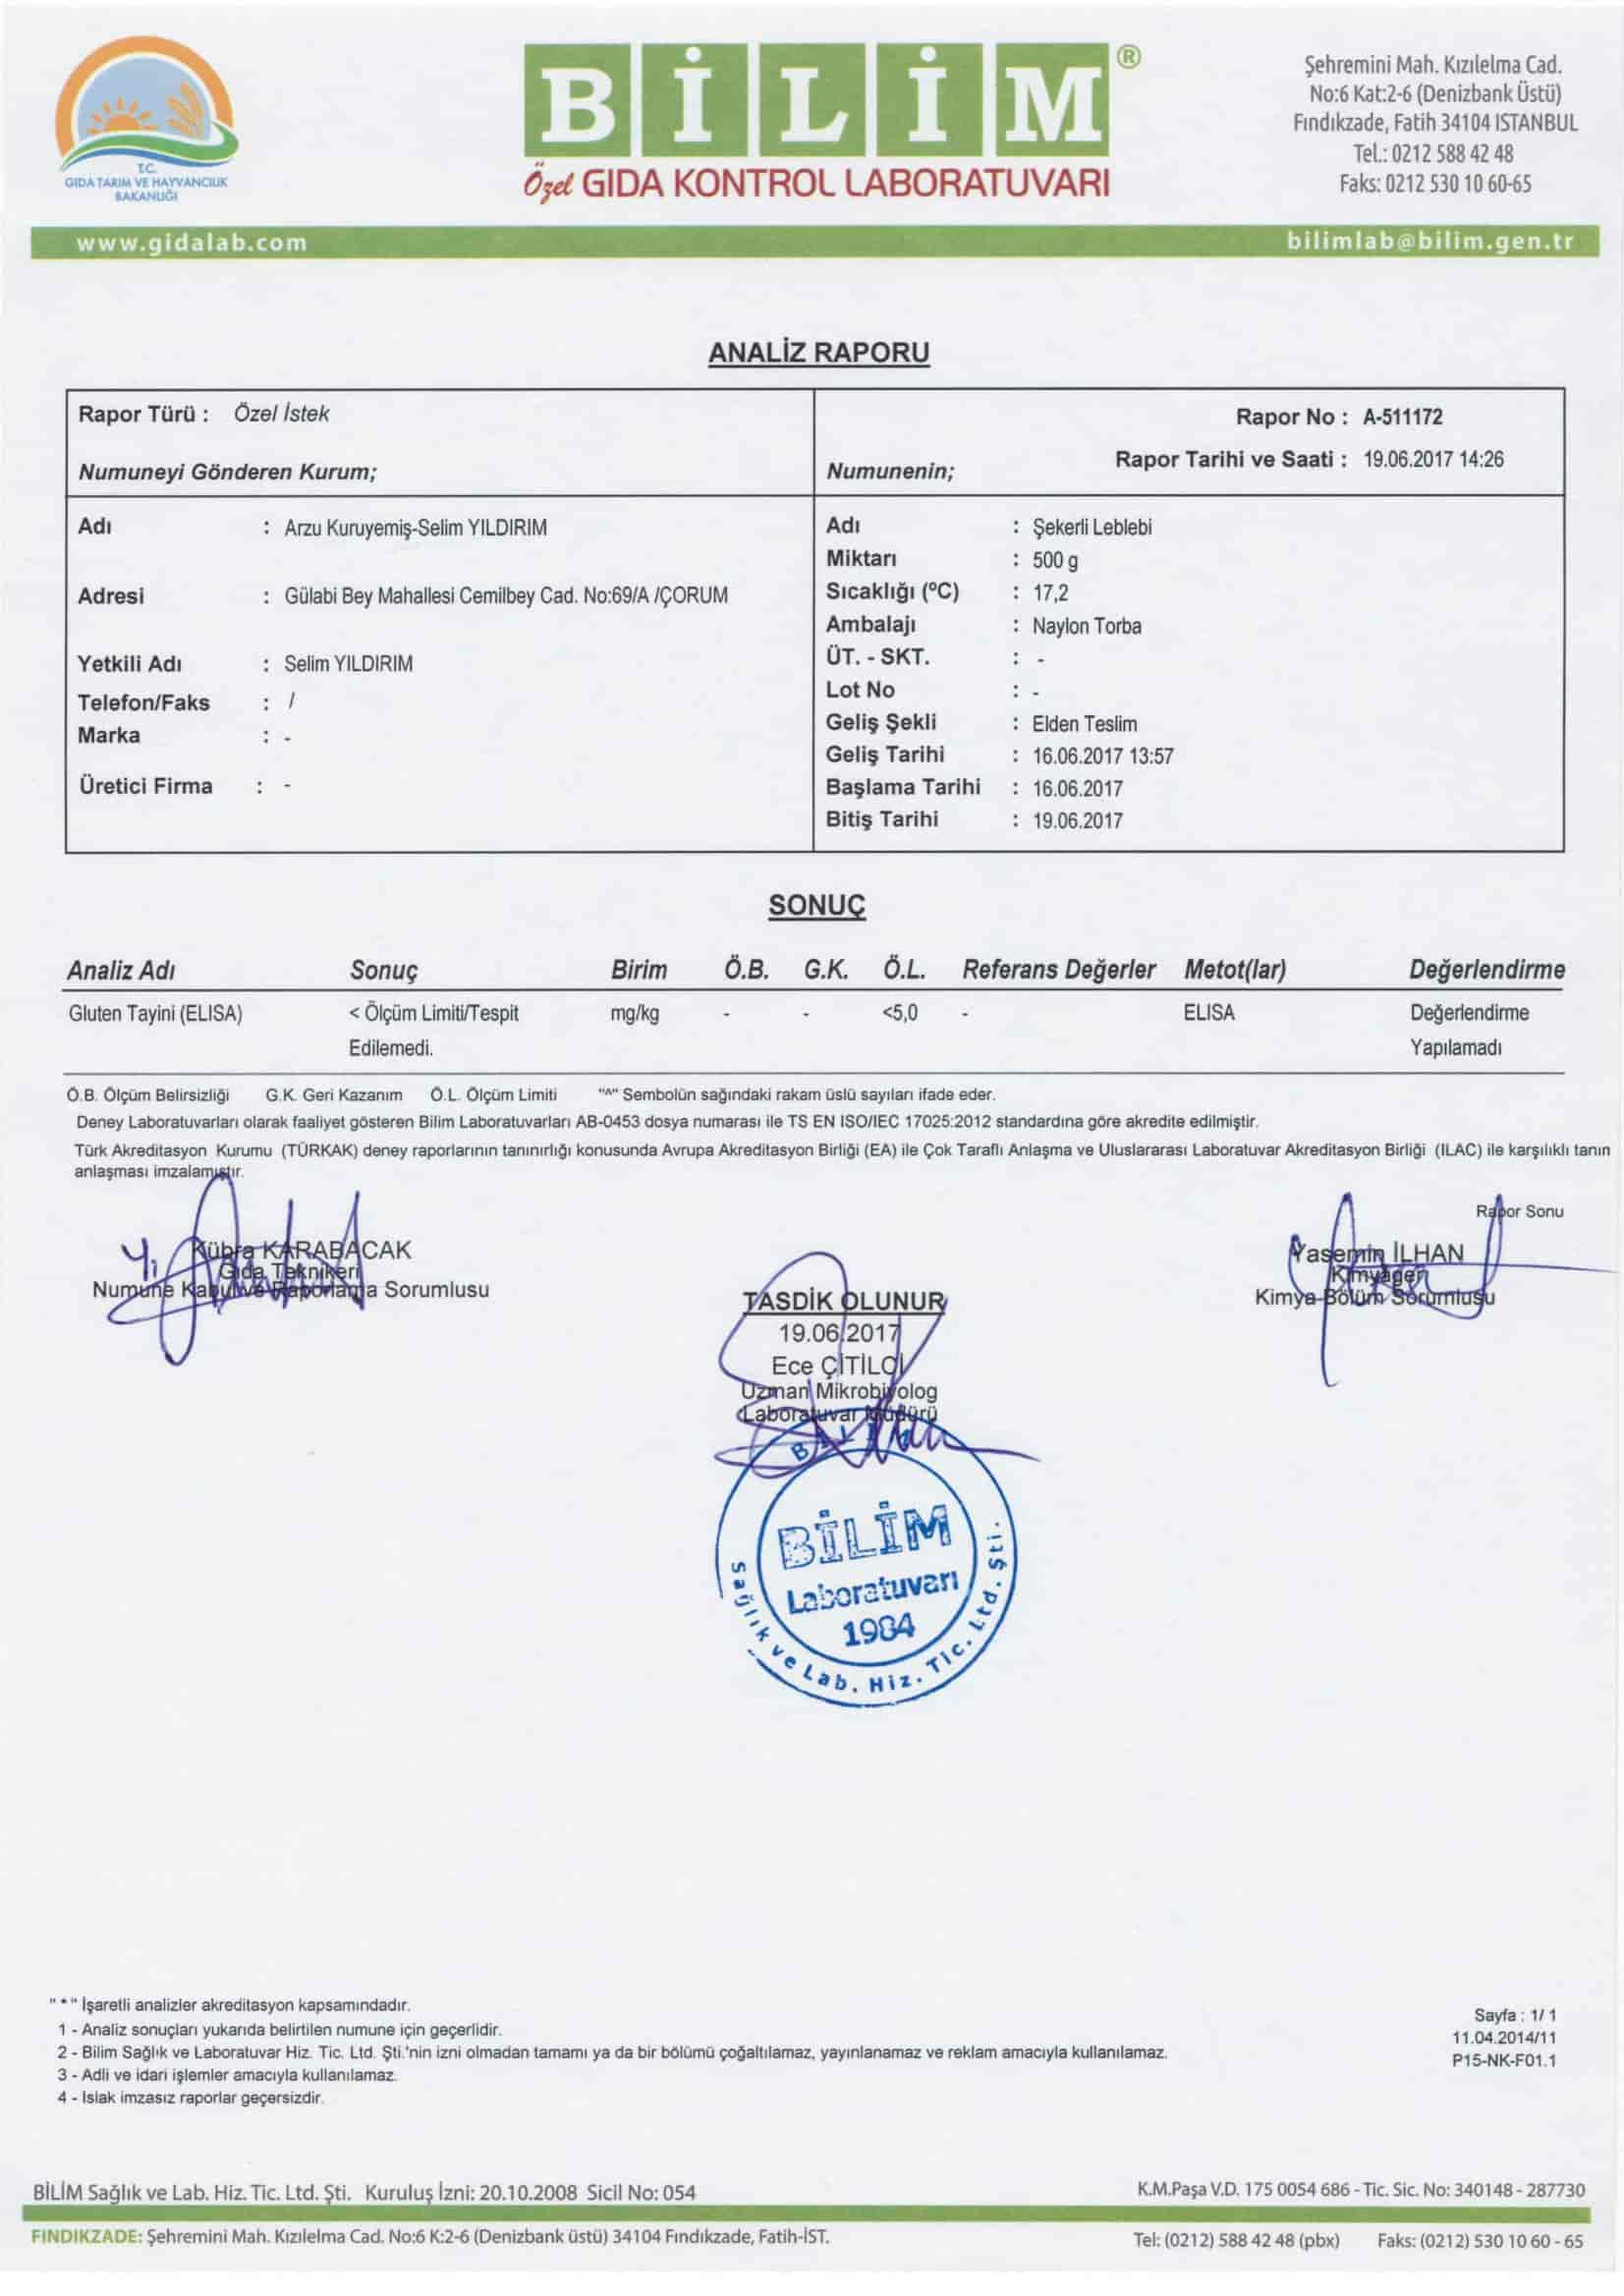 T.C.
GIDA TARIM VE HAYVANCILIK
BAKANLIĞI
BİLİM®
Özel GIDA KONTROL LABORATUVARI
Şehremini Mah. Kızılelma Cad.
No:6 Kat:2-6 (Denizbank Üstü)
Fındıkzade, Fatih 34104 ISTANBUL
Tel.: 0212 588 42 48
Faks: 0212 530 10 60-65
www.gidalab.com bilimlab@bilim.gen.tr
ANALİZ RAPORU
Rapor Türü : Özel İstek
Numuneyi Gönderen Kurum;
Rapor No : A-511172
Rapor Tarihi ve Saati : 19.06.2017 14:26
Numunenin;
Adı : Arzu Kuruyemiş-Selim YILDIRIM
Adresi : Gülabi Bey Mahallesi Cemilbey Cad. No:69/A /ÇORUM
Yetkili Adı : Selim YILDIRIM
Telefon/Faks : /
Marka : -
Üretici Firma : -
Adı : Şekerli Leblebi
Miktarı : 500 g
Sıcaklığı (ºC) : 17,2
Ambalajı : Naylon Torba
ÜT. - SKT. : -
Lot No : -
Geliş Şekli : Elden Teslim
Geliş Tarihi : 16.06.2017 13:57
Başlama Tarihi : 16.06.2017
Bitiş Tarihi : 19.06.2017
SONUÇ
Analiz Adı Sonuç Birim Ö.B. G.K. Ö.L. Referans Değerler Metot(lar) Değerlendirme
Gluten Tayini (ELISA) < Ölçüm Limiti/Tespit mg/kg - - <5,0 - ELISA Değerlendirme
Edilemedi. Yapılamadı
Ö.B. Ölçüm Belirsizliği G.K. Geri Kazanım Ö.L. Ölçüm Limiti "^" Sembolün sağındaki rakam üslü sayıları ifade eder.
Deney Laboratuvarları olarak faaliyet gösteren Bilim Laboratuvarları AB-0453 dosya numarası ile TS EN ISO/IEC 17025:2012 standardına göre akredite edilmiştir.
Türk Akreditasyon Kurumu (TÜRKAK) deney raporlarının tanınırlığı konusunda Avrupa Akreditasyon Birliği (EA) ile Çok Taraflı Anlaşma ve Uluslararası Laboratuvar Akreditasyon Birliği (ILAC) ile karşılıklı tanın
anlaşması imzalamıştır.
Rapor Sonu
Kübra KARABACAK
Gıda Teknikeri
Numune Kabul ve Raporlama Sorumlusu
Yasemin İLHAN
Kimyager
Kimya Bölüm Sorumlusu
TASDİK OLUNUR
19.06.2017
Ece ÇİTİLCİ
Uzman Mikrobiyolog
Laboratuvar Müdürü
BİLİM
BİLİM
Laboratuvarı
1984
Sağlık ve Lab. Hiz. Tic. Ltd. Şti.
" * " İşaretli analizler akreditasyon kapsamındadır.
1 - Analiz sonuçları yukarıda belirtilen numune için geçerlidir.
2 - Bilim Sağlık ve Laboratuvar Hiz. Tic. Ltd. Şti.'nin izni olmadan tamamı ya da bir bölümü çoğaltılamaz, yayınlanamaz ve reklam amacıyla kullanılamaz.
3 - Adli ve idari işlemler amacıyla kullanılamaz.
4 - Islak imzasız raporlar geçersizdir.
Sayfa : 1/ 1
11.04.2014/11
P15-NK-F01.1
BİLİM Sağlık ve Lab. Hiz. Tic. Ltd. Şti. Kuruluş İzni: 20.10.2008 Sicil No: 054 K.M.Paşa V.D. 175 0054 686 - Tic. Sic. No: 340148 - 287730
FINDIKZADE: Şehremini Mah. Kızılelma Cad. No:6 K:2-6 (Denizbank üstü) 34104 Fındıkzade, Fatih-İST. Tel: (0212) 588 42 48 (pbx) Faks: (0212) 530 10 60 - 65